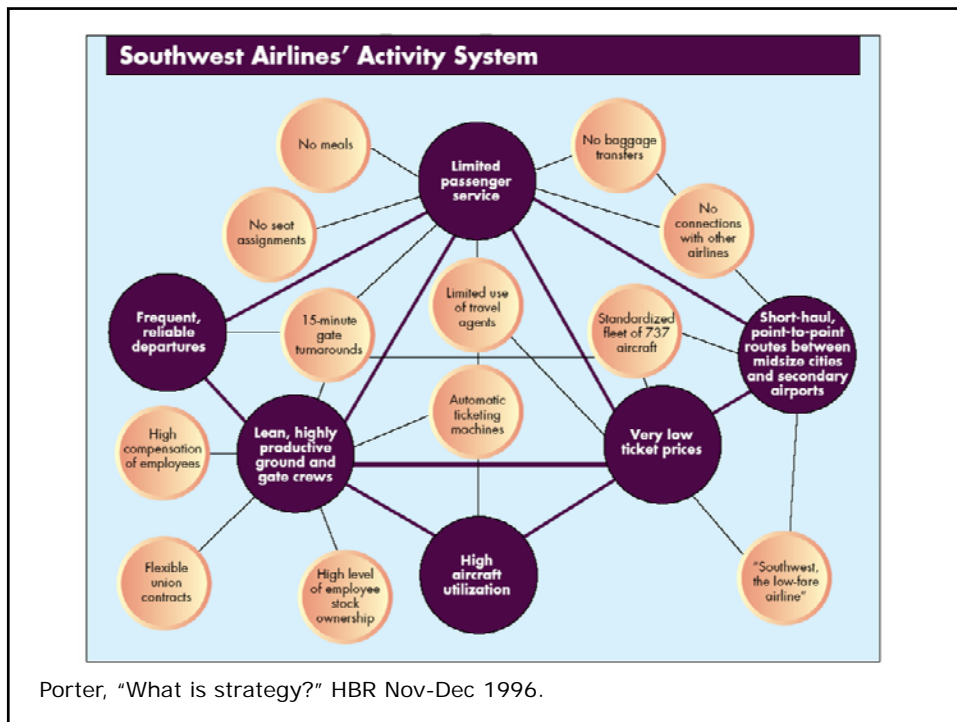 Southwest Airlines' Activity System
No meals
Limited
passenger
service
No baggage
transfers
No seat
assignments
No
connections
with other
airlines
Frequent,
reliable
departures
15-minute
gate
turnarounds
Limited use
of travel
agents
Standardized
fleet of 737
aircraft
Short-haul,
point-to-point
routes between
midsize cities
and secondary
airports
High
compensation
of employees
Lean, highly
productive
ground and
gate crews
Automatic
ticketing
machines
Very low
ticket prices
Flexible
union
contracts
High level
of employee
stock
ownership
High
aircraft
utilization
"Southwest,
the low-fare
airline"
Porter, "What is strategy?" HBR Nov-Dec 1996.